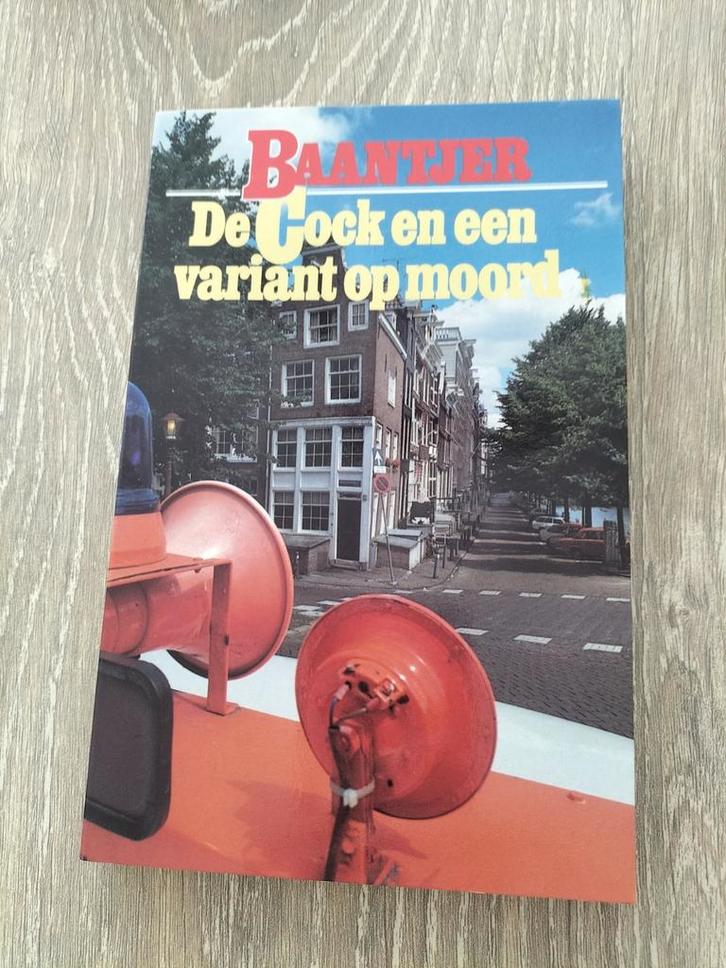 BAANTJER
De Cock en een
variant op moord